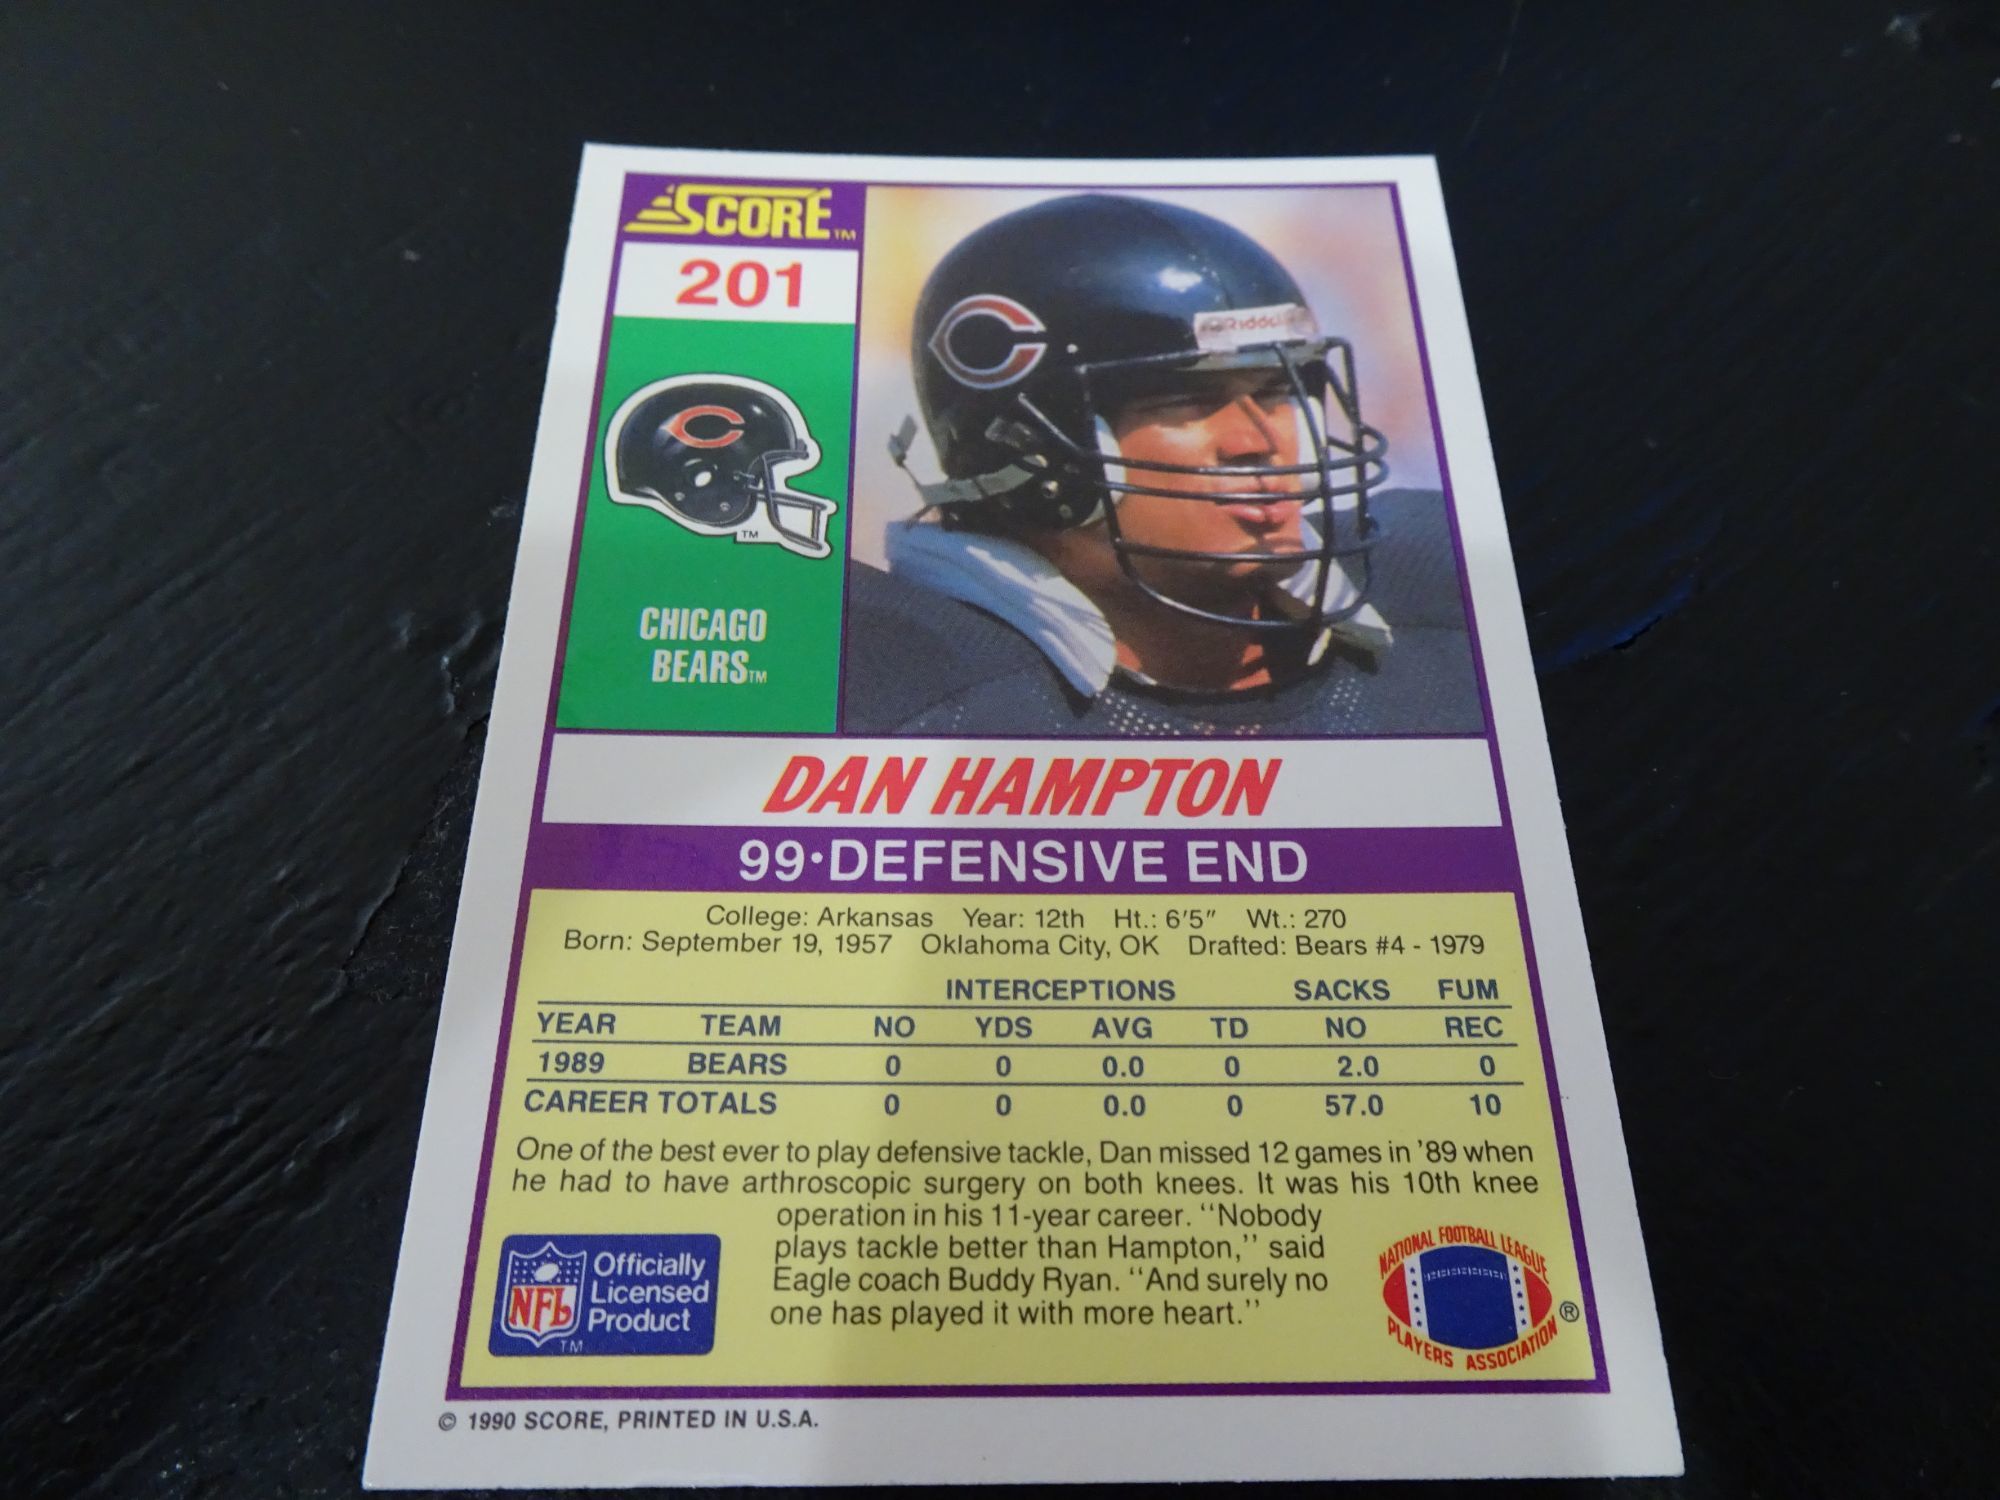 SCORE™
201
Riddell
TM
CHICAGO
BEARS™
DAN HAMPTON
99·DEFENSIVE END
College: Arkansas Year: 12th Ht.: 6'5" Wt.: 270
Born: September 19, 1957 Oklahoma City, OK Drafted: Bears #4 - 1979
INTERCEPTIONS SACKS FUM
YEAR TEAM NO YDS AVG TD NO REC
1989 BEARS 0 0 0.0 0 2.0 0
CAREER TOTALS 0 0 0.0 0 57.0 10
One of the best ever to play defensive tackle, Dan missed 12 games in '89 when
he had to have arthroscopic surgery on both knees. It was his 10th knee
operation in his 11-year career. "Nobody
plays tackle better than Hampton," said
Eagle coach Buddy Ryan. "And surely no
one has played it with more heart."
NFL
TM
Officially
Licensed
Product
NATIONAL FOOTBALL LEAGUE
PLAYERS ASSOCIATION ®
© 1990 SCORE, PRINTED IN U.S.A.